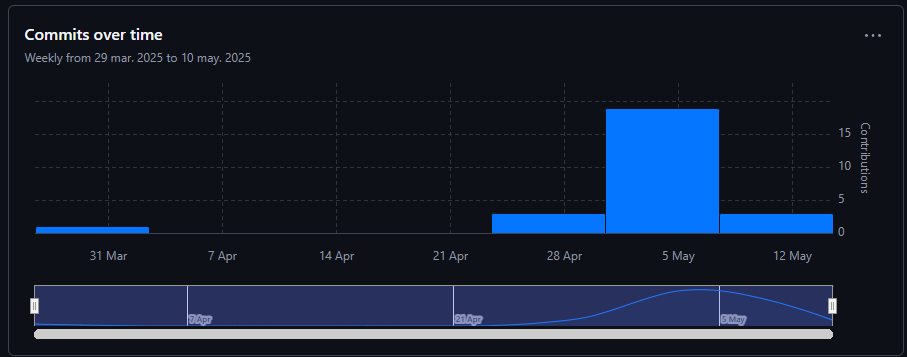 Commits over time
Weekly from 29 mar. 2025 to 10 may. 2025
15
10
5
0
Contributions
31 Mar 7 Apr 14 Apr 21 Apr 28 Apr 5 May 12 May
7 Apr 21 Apr 5 May